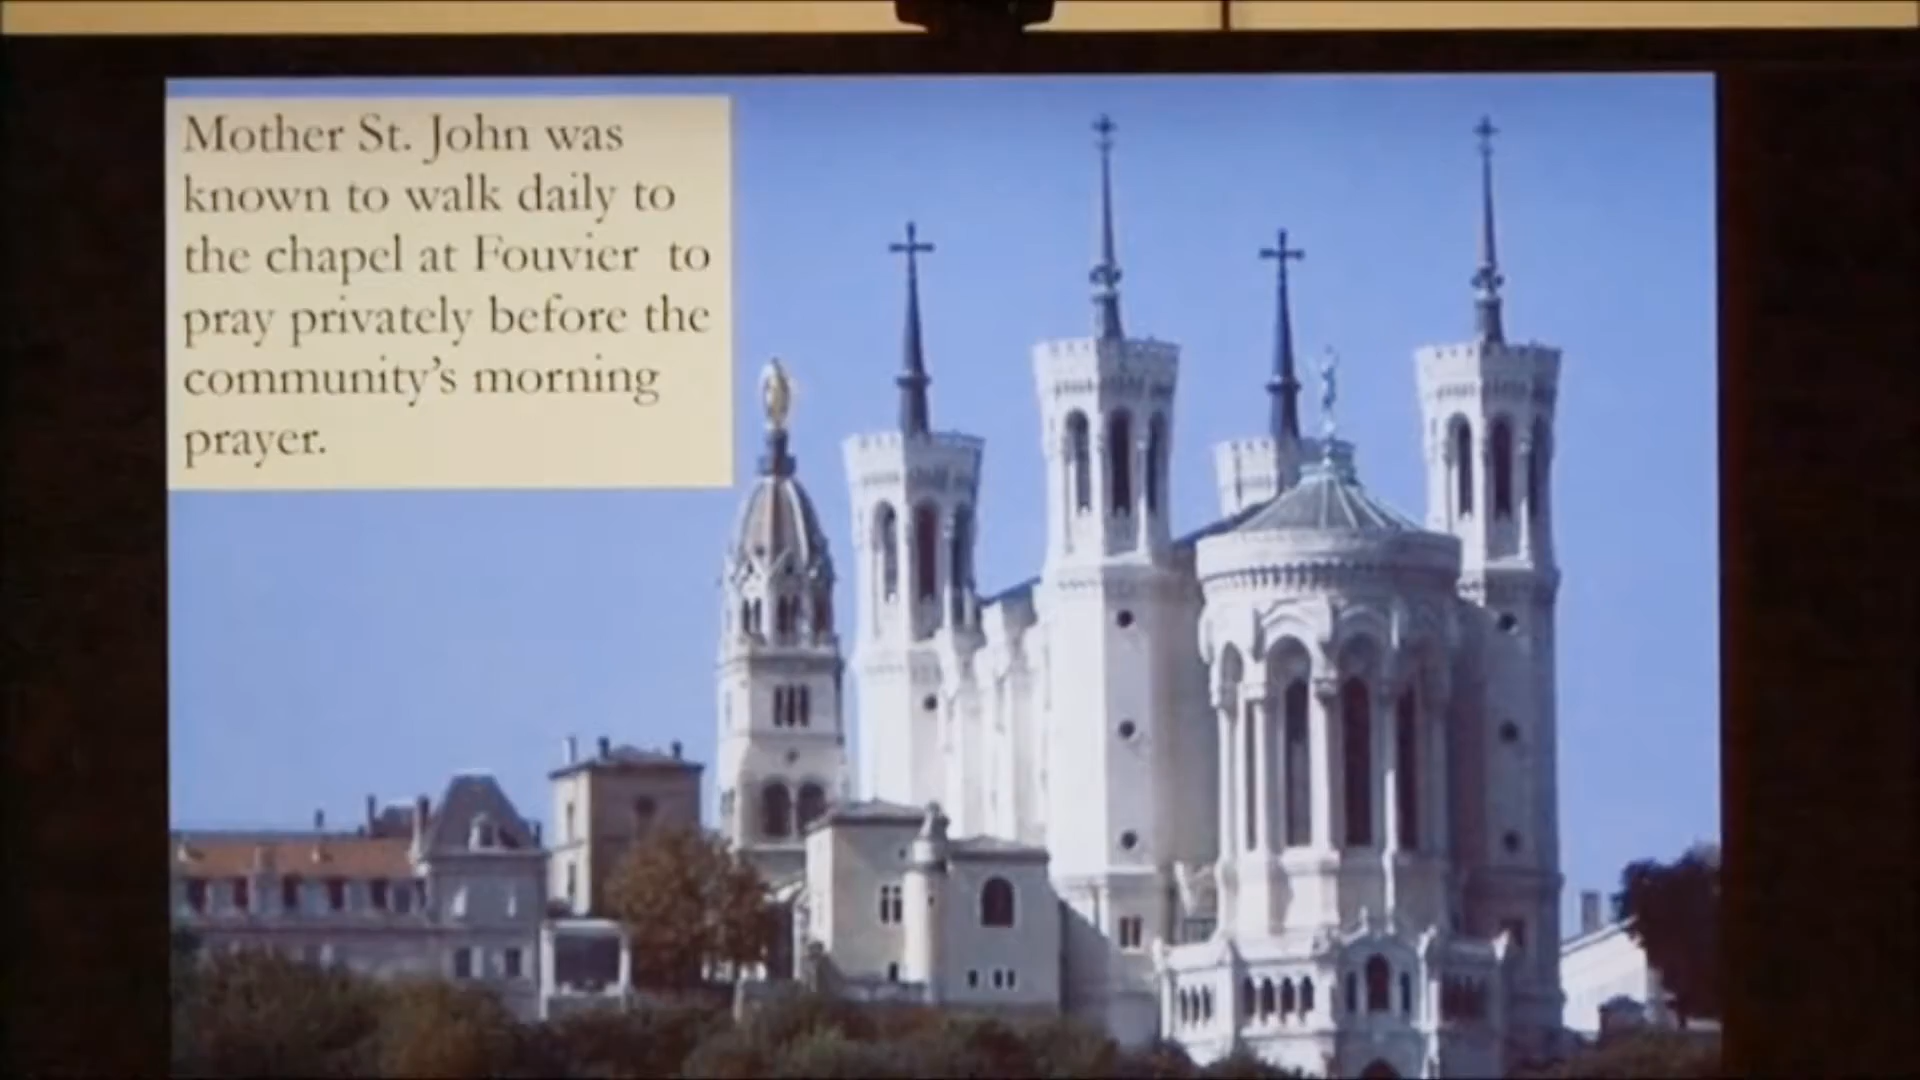 Mother St. John was
known to walk daily to
the chapel at Fouvier to
pray privately before the
community’s morning
prayer.